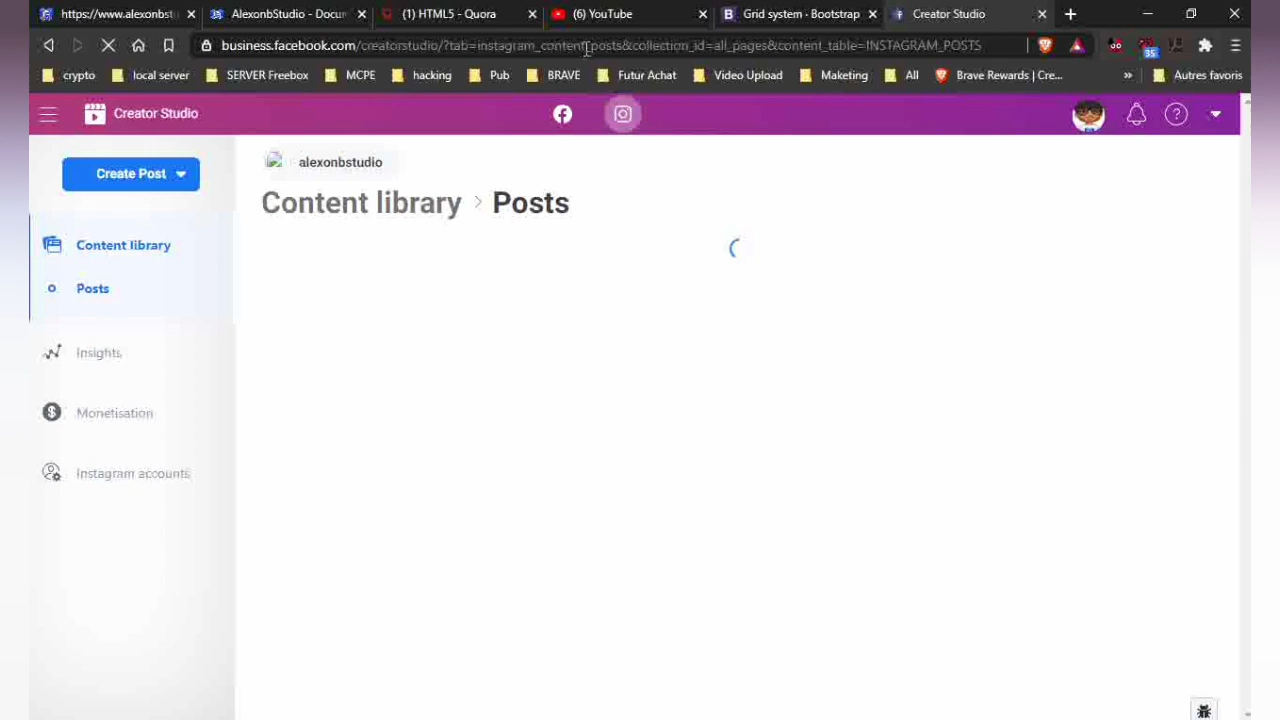 https://www.alexonbst
AlexonbStudio - Docur
(1) HTML5 - Quora
(6) YouTube
Grid system · Bootstrap
Creator Studio
business.facebook.com/creatorstudio/?tab=instagram_content_posts&collection_id=all_pages&content_table=INSTAGRAM_POSTS
35
crypto
local server
SERVER Freebox
MCPE
hacking
Pub
BRAVE
Futur Achat
Video Upload
Maketing
All
Brave Rewards | Cre...
»
Autres favoris
Creator Studio
Create Post
alexonbstudio
Content library > Posts
Content library
Posts
Insights
Monetisation
Instagram accounts